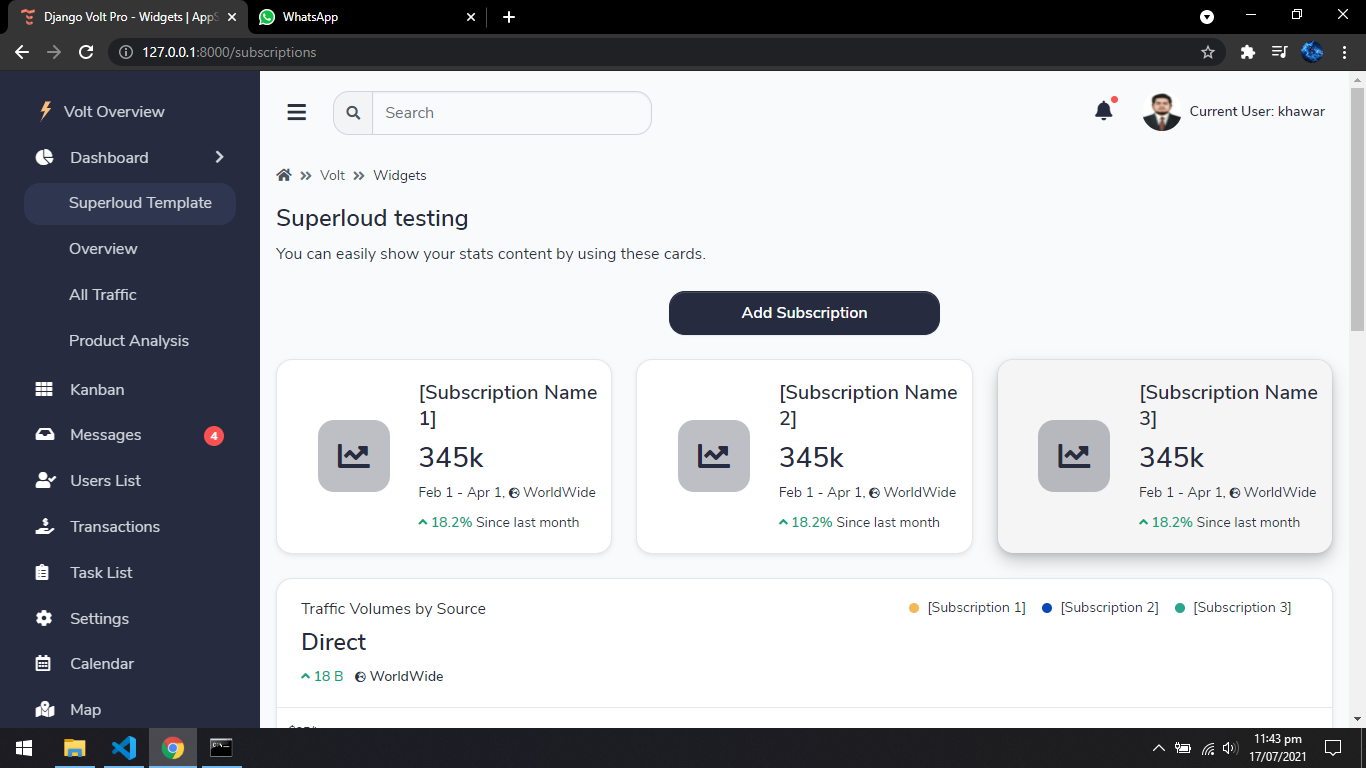 Django Volt Pro - Widgets | AppS
WhatsApp
127.0.0.1:8000/subscriptions
Volt Overview
Dashboard
Superloud Template
Overview
All Traffic
Product Analysis
Kanban
Messages
4
Users List
Transactions
Task List
Settings
Calendar
Map
Search
Current User: khawar
Volt
Widgets
Superloud testing
You can easily show your stats content by using these cards.
Add Subscription
[Subscription Name
1]
345k
Feb 1 - Apr 1, WorldWide
18.2% Since last month
[Subscription Name
2]
345k
Feb 1 - Apr 1, WorldWide
18.2% Since last month
[Subscription Name
3]
345k
Feb 1 - Apr 1, WorldWide
18.2% Since last month
Traffic Volumes by Source
[Subscription 1]
[Subscription 2]
[Subscription 3]
Direct
18 B WorldWide
11:43 pm
17/07/2021